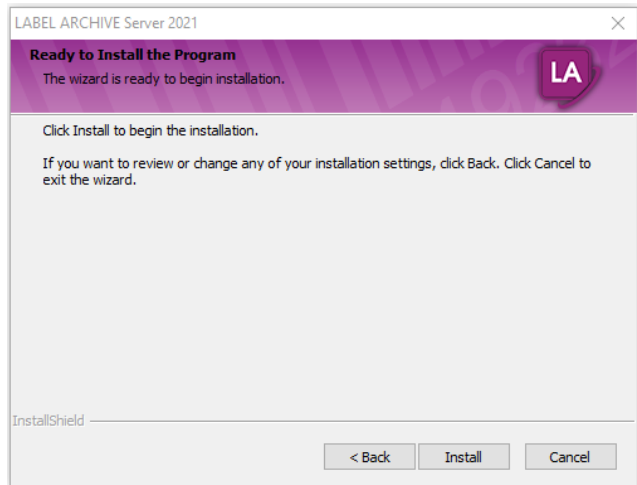 LABEL ARCHIVE Server 2021
Ready to Install the Program
The wizard is ready to begin installation.
LA
Click Install to begin the installation.
If you want to review or change any of your installation settings, click Back. Click Cancel to
exit the wizard.
InstallShield
< Back
Install
Cancel